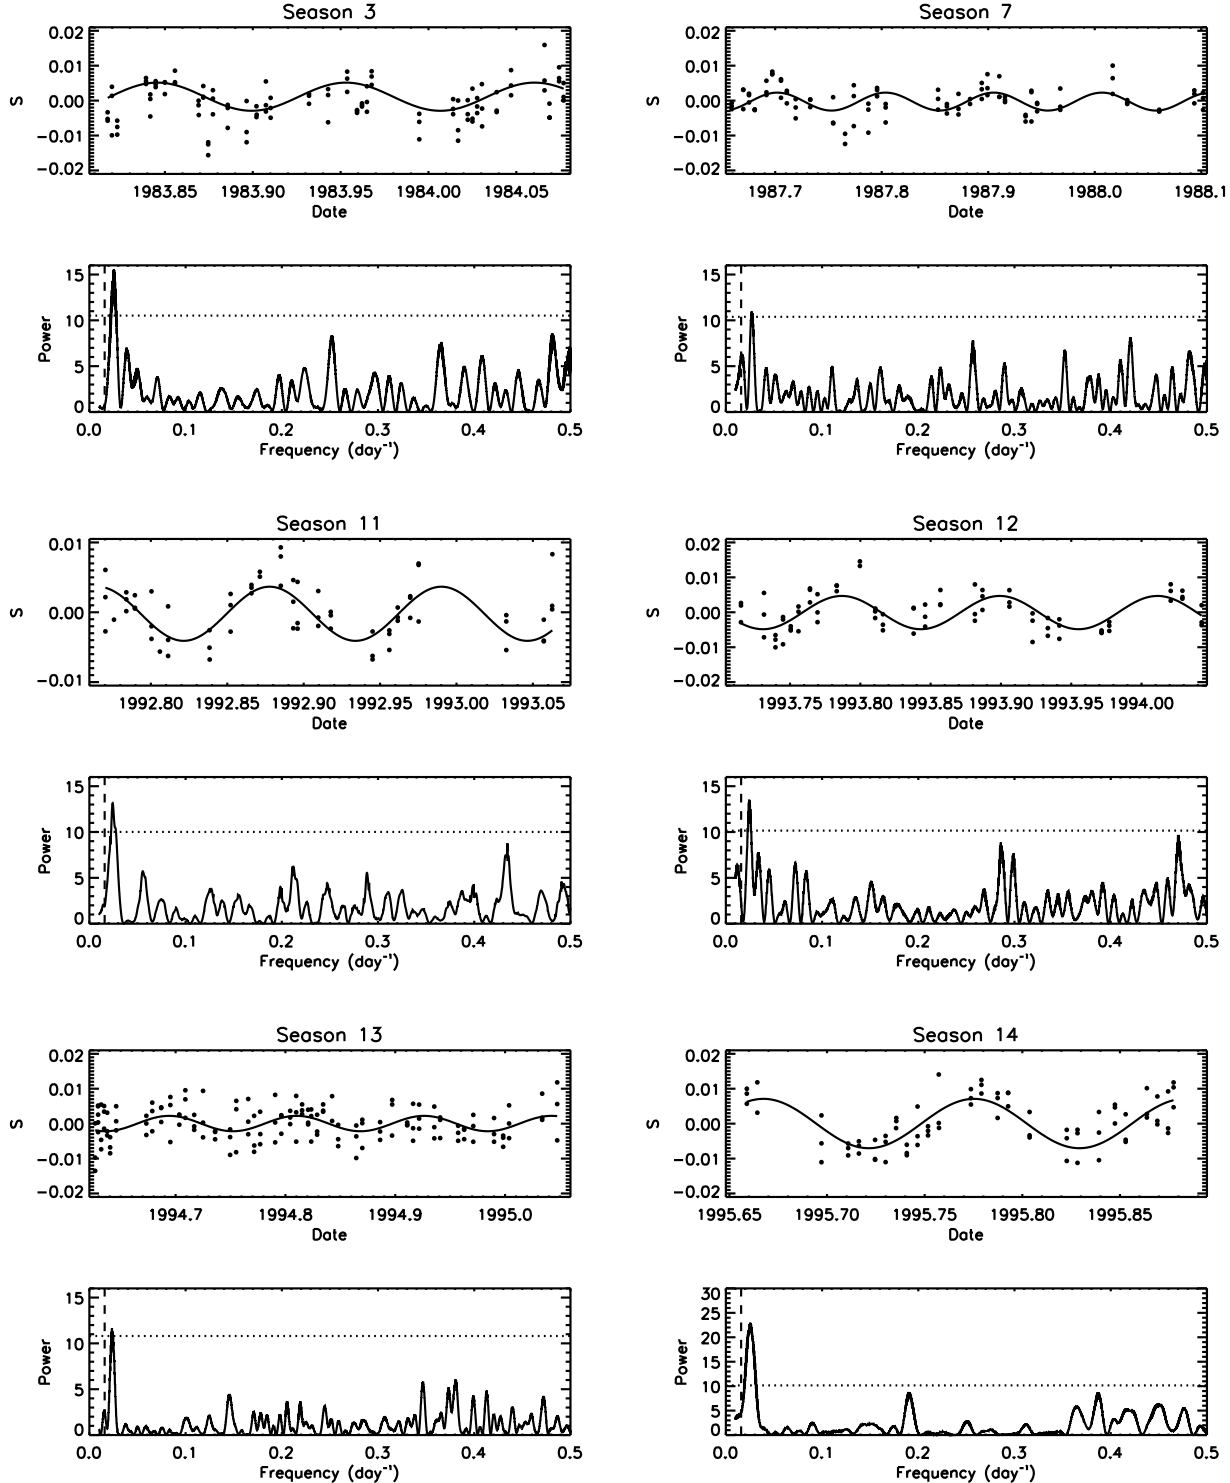 Season 3
Season 7
0.02
0.01
0.00
−0.01
−0.02
S
1983.85 1983.90 1983.95 1984.00 1984.05
Date
0.02
0.01
0.00
−0.01
−0.02
S
1987.7 1987.8 1987.9 1988.0 1988.1
Date
15
10
5
0
Power
0.0 0.1 0.2 0.3 0.4 0.5
Frequency (day⁻¹)
15
10
5
0
Power
0.0 0.1 0.2 0.3 0.4 0.5
Frequency (day⁻¹)
Season 11
Season 12
0.01
0.00
−0.01
S
1992.80 1992.85 1992.90 1992.95 1993.00 1993.05
Date
0.02
0.01
0.00
−0.01
−0.02
S
1993.75 1993.80 1993.85 1993.90 1993.95 1994.00
Date
15
10
5
0
Power
0.0 0.1 0.2 0.3 0.4 0.5
Frequency (day⁻¹)
15
10
5
0
Power
0.0 0.1 0.2 0.3 0.4 0.5
Frequency (day⁻¹)
Season 13
Season 14
0.02
0.01
0.00
−0.01
−0.02
S
1994.7 1994.8 1994.9 1995.0
Date
0.02
0.01
0.00
−0.01
−0.02
S
1995.65 1995.70 1995.75 1995.80 1995.85
Date
15
10
5
0
Power
0.0 0.1 0.2 0.3 0.4 0.5
Frequency (day⁻¹)
30
25
20
15
10
5
0
Power
0.0 0.1 0.2 0.3 0.4 0.5
Frequency (day⁻¹)